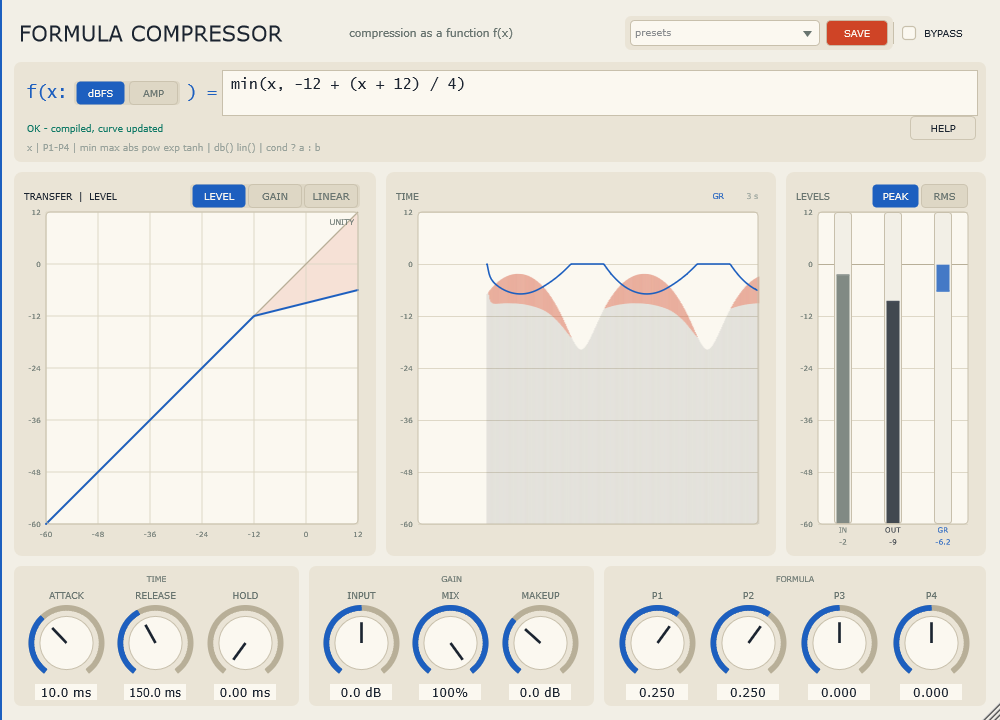 FORMULA COMPRESSOR
compression as a function f(x)
presets
SAVE
BYPASS
f(x: dBFS AMP ) =
min(x, -12 + (x + 12) / 4)
OK - compiled, curve updated
HELP
x | P1-P4 | min max abs pow exp tanh | db() lin() | cond ? a : b
TRANSFER | LEVEL
LEVEL GAIN LINEAR
12
0
-12
-24
-36
-48
-60
UNITY
-60 -48 -36 -24 -12 0 12
TIME
GR 3 s
12
0
-12
-24
-36
-48
-60
LEVELS
PEAK RMS
12
0
-12
-24
-36
-48
-60
IN OUT GR
-2 -9 -6.2
TIME
ATTACK RELEASE HOLD
10.0 ms 150.0 ms 0.00 ms
GAIN
INPUT MIX MAKEUP
0.0 dB 100% 0.0 dB
FORMULA
P1 P2 P3 P4
0.250 0.250 0.000 0.000